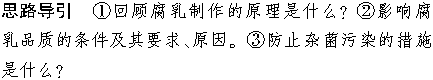 思路导引　①回顾腐乳制作的原理是什么？②影响腐
乳品质的条件及其要求、原因。③防止杂菌污染的措施
是什么？